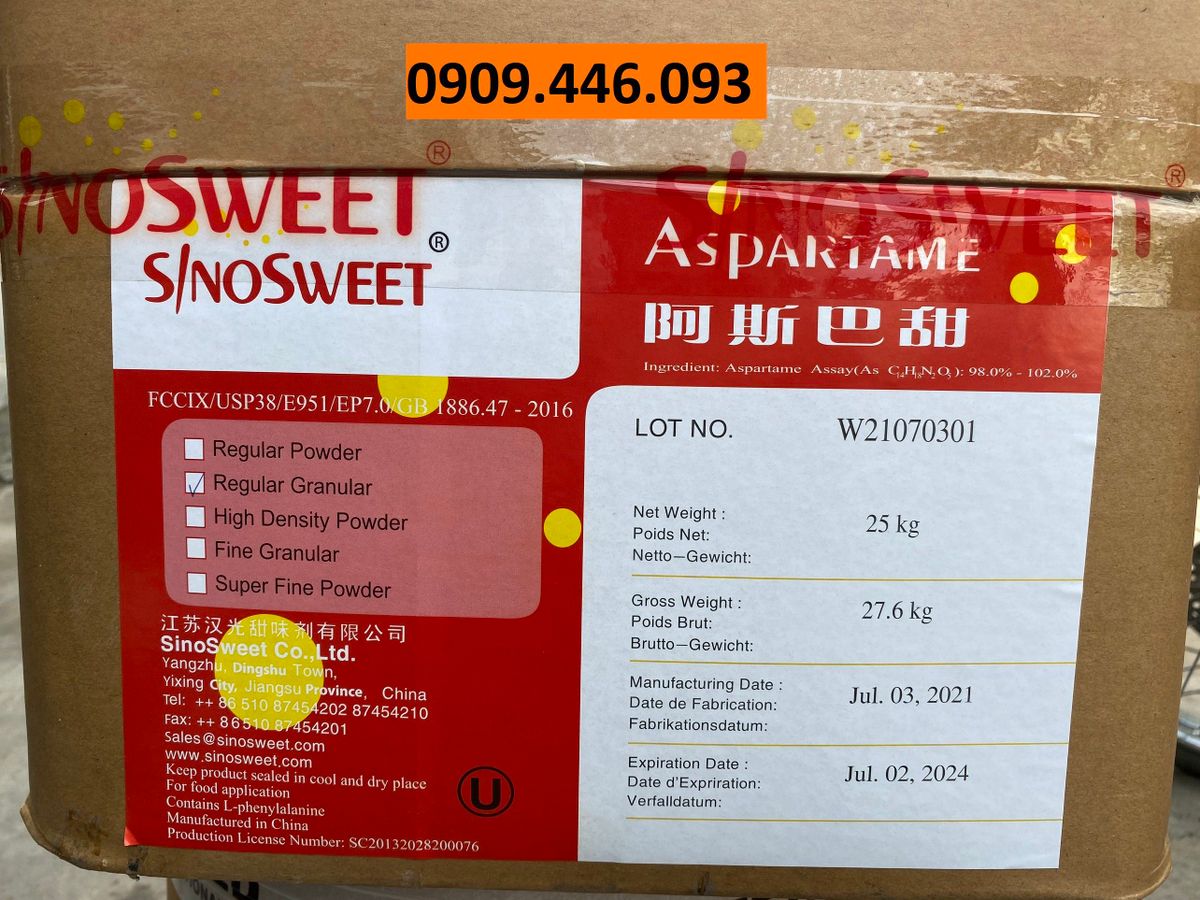 0909.446.093
SINOSWEET®
SINOSWEET®
SINOSWEET®
ASPARTAME
阿斯巴甜
Ingredient: Aspartame Assay(As C14H18N2O5): 98.0% - 102.0%
FCCIX/USP38/E951/EP7.0/GB 1886.47 - 2016
Regular Powder
Regular Granular
High Density Powder
Fine Granular
Super Fine Powder
江苏汉光甜味剂有限公司
SinoSweet Co.,Ltd.
Yangzhu, Dingshu Town,
Yixing City, Jiangsu Province, China
Tel: ++ 86 510 87454202 87454210
Fax: ++ 86510 87454201
Sales@sinosweet.com
www.sinosweet.com
Keep product sealed in cool and dry place
For food application
Contains L-phenylalanine
Manufactured in China
Production License Number: SC20132028200076
U
LOT NO. W21070301
Net Weight : 25 kg
Poids Net:
Netto—Gewicht:
Gross Weight : 27.6 kg
Poids Brut:
Brutto—Gewicht:
Manufacturing Date : Jul. 03, 2021
Date de Fabrication:
Fabrikationsdatum:
Expiration Date : Jul. 02, 2024
Date d'Expriration:
Verfalldatum: